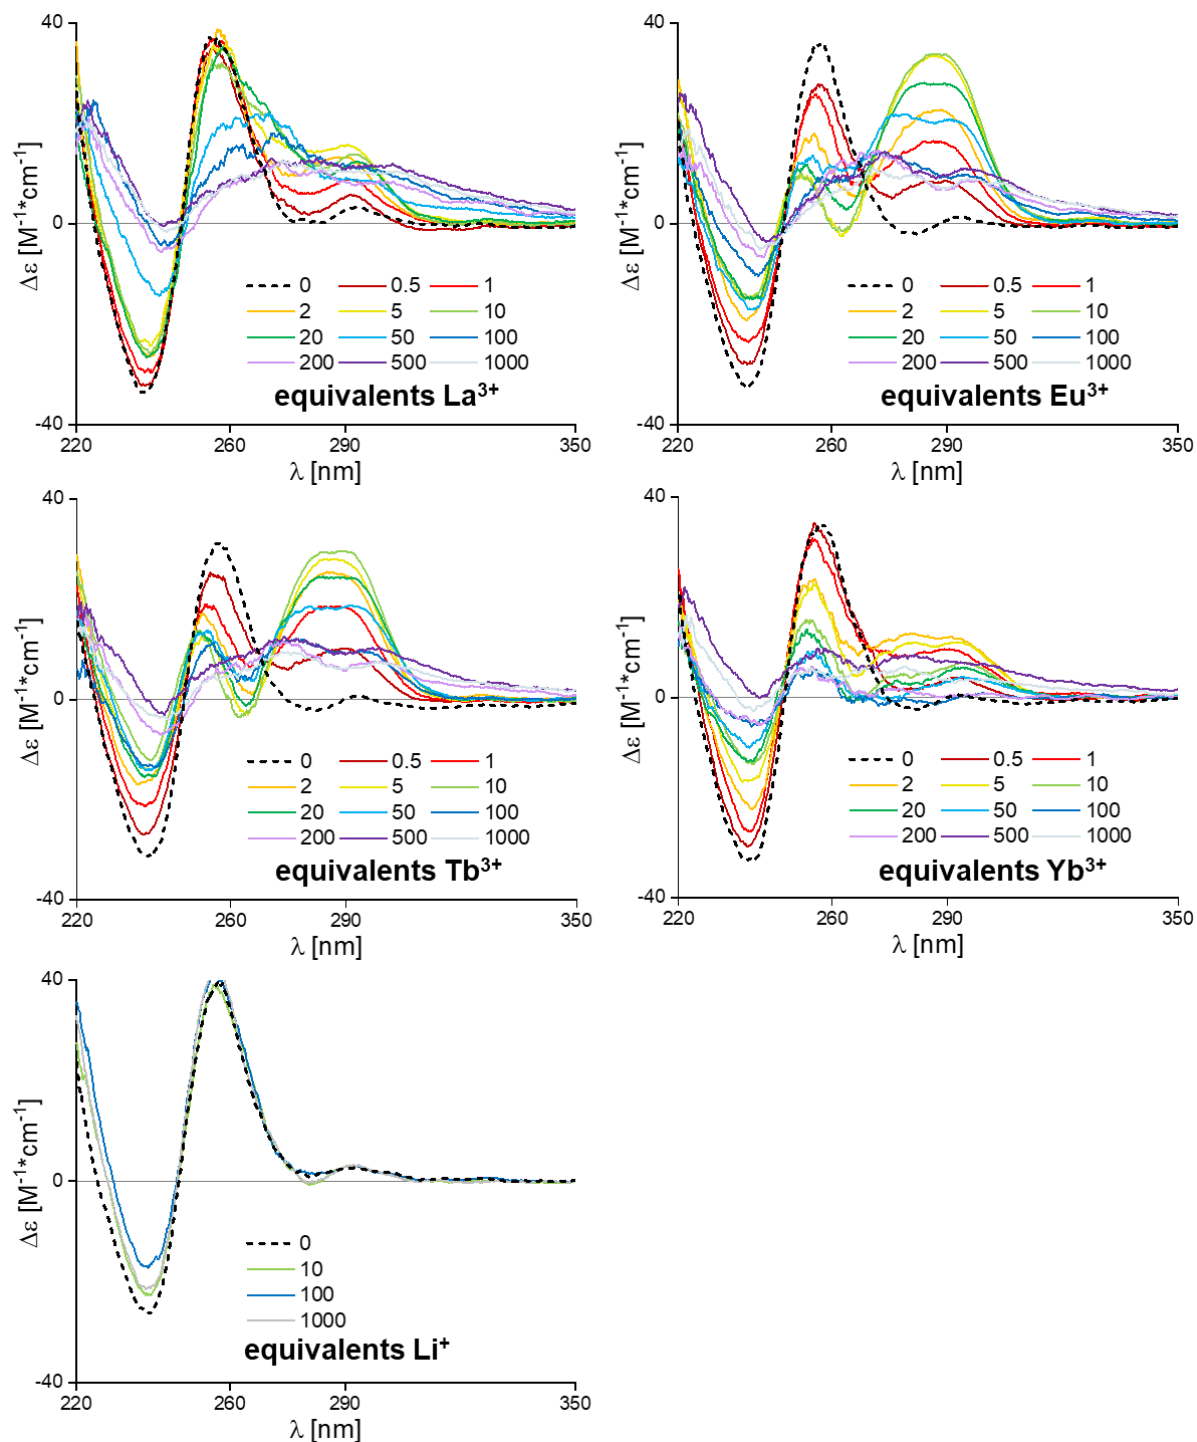 40
0
-40
Δε [M⁻¹*cm⁻¹]
0 0.5 1
2 5 10
20 50 100
200 500 1000
equivalents La³⁺
220 260 290 350
λ [nm]
40
0
-40
Δε [M⁻¹*cm⁻¹]
0 0.5 1
2 5 10
20 50 100
200 500 1000
equivalents Eu³⁺
220 260 290 350
λ [nm]
40
0
-40
Δε [M⁻¹*cm⁻¹]
0 0.5 1
2 5 10
20 50 100
200 500 1000
equivalents Tb³⁺
220 260 290 350
λ [nm]
40
0
-40
Δε [M⁻¹*cm⁻¹]
0 0.5 1
2 5 10
20 50 100
200 500 1000
equivalents Yb³⁺
220 260 290 350
λ [nm]
40
0
-40
Δε [M⁻¹*cm⁻¹]
0
10
100
1000
equivalents Li⁺
220 260 290 350
λ [nm]